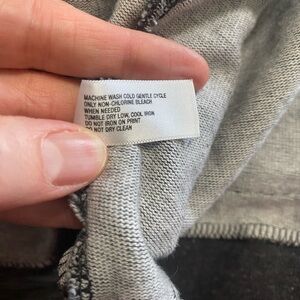 MACHINE WASH COLD GENTLE CYCLE
ONLY NON-CHLORINE BLEACH
WHEN NEEDED
TUMBLE DRY LOW, COOL IRON
DO NOT IRON ON PRINT
DO NOT DRY CLEAN